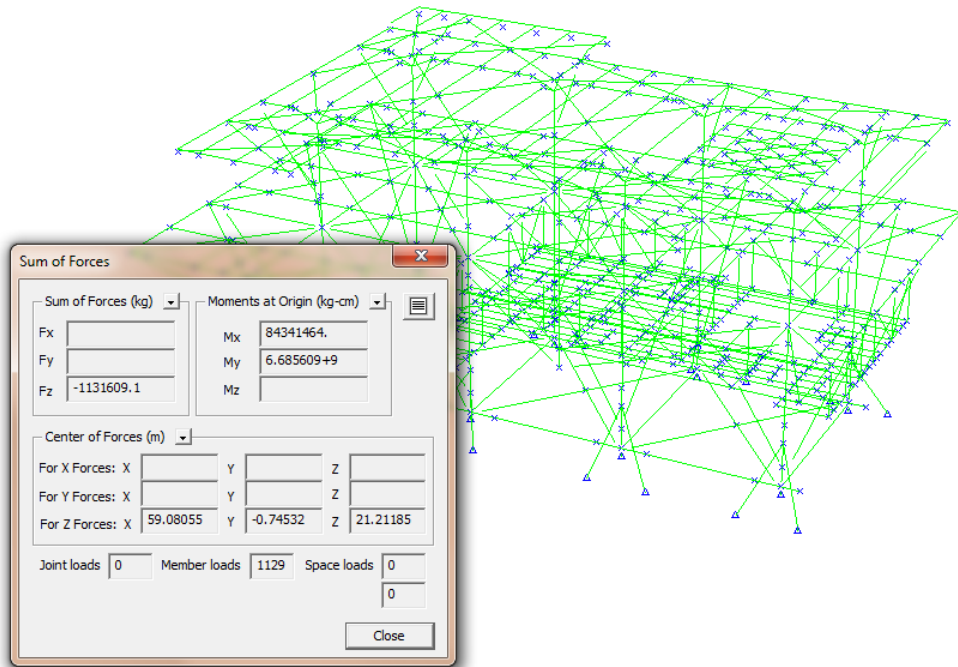 Sum of Forces
Sum of Forces (kg)
Moments at Origin (kg-cm)
Fx
Mx 84341464.
Fy
My 6.685609+9
Fz -1131609.1
Mz
Center of Forces (m)
For X Forces: X Y Z
For Y Forces: X Y Z
For Z Forces: X 59.08055 Y -0.74532 Z 21.21185
Joint loads 0 Member loads 1129 Space loads 0
0
Close